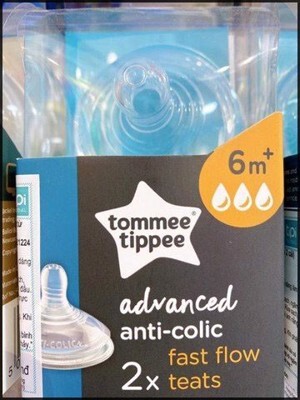 6m+
tommee
tippee
advanced
anti-colic
fast flow
2x teats